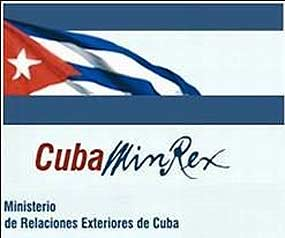 CubaMinRex
Ministerio
de Relaciones Exteriores de Cuba